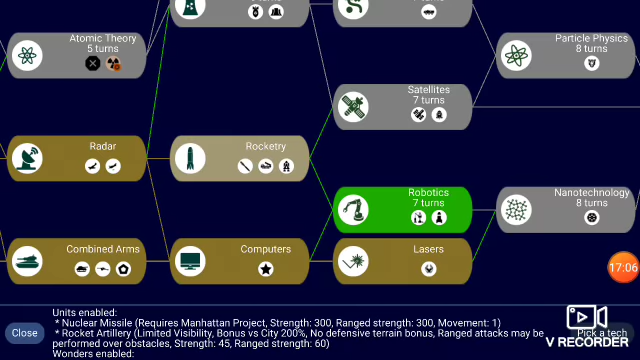 Atomic Theory
5 turns
Particle Physics
8 turns
Satellites
7 turns
Radar
Rocketry
Robotics
7 turns
Nanotechnology
8 turns
Combined Arms
Computers
Lasers
17:06
Units enabled:
* Nuclear Missile (Requires Manhattan Project, Strength: 300, Ranged strength: 300, Movement: 1)
* Rocket Artillery (Limited Visibility, Bonus vs City 200%, No defensive terrain bonus, Ranged attacks may be
performed over obstacles, Strength: 45, Ranged strength: 60)
Wonders enabled:
Close
Pick a tech
V RECORDER